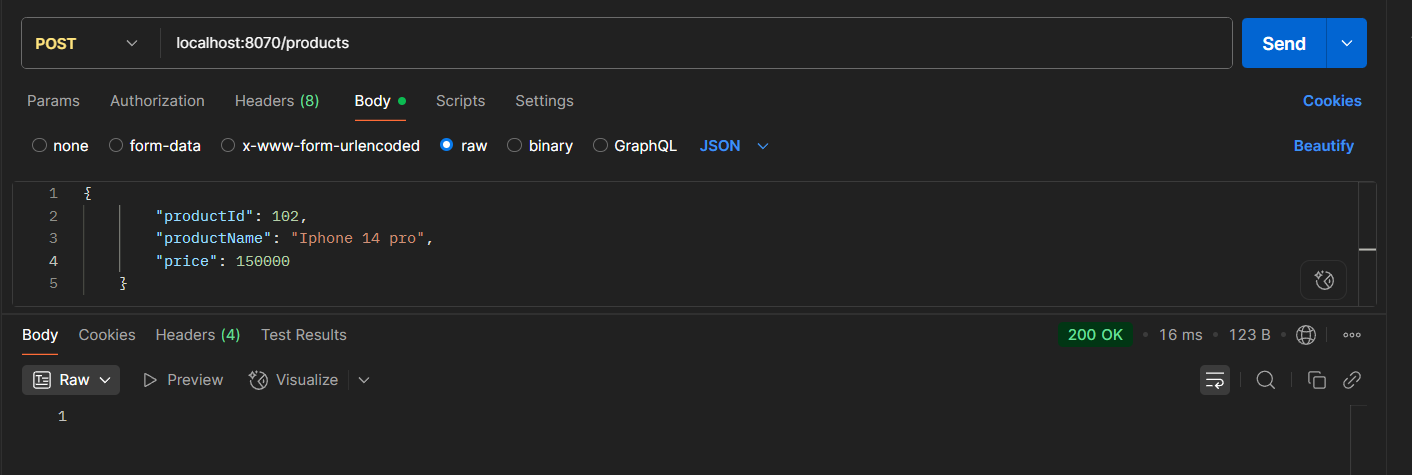 POST localhost:8070/products Send
Params Authorization Headers (8) Body Scripts Settings Cookies
none form-data x-www-form-urlencoded raw binary GraphQL JSON Beautify
1 {
2 "productId": 102,
3 "productName": "Iphone 14 pro",
4 "price": 150000
5 }
Body Cookies Headers (4) Test Results 200 OK • 16 ms • 123 B •
Raw Preview Visualize
1